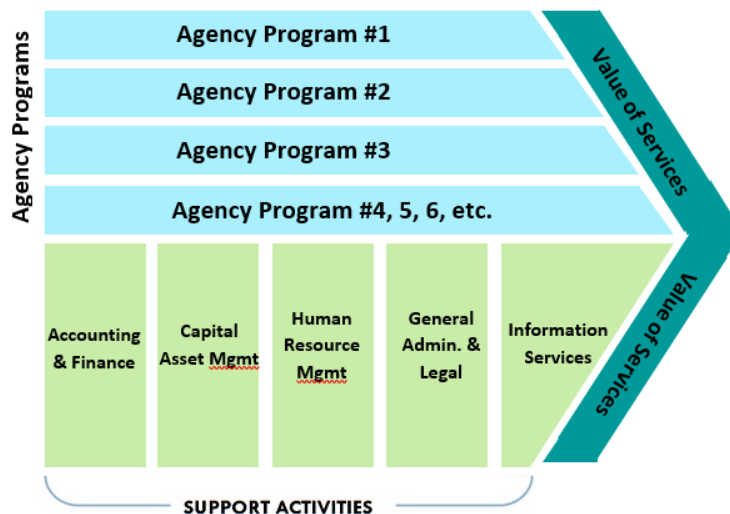 Agency Programs
Agency Program #1
Agency Program #2
Agency Program #3
Agency Program #4, 5, 6, etc.
Value of Services
Value of Services
Accounting
& Finance
Capital
Asset Mgmt
Human
Resource
Mgmt
General
Admin. &
Legal
Information
Services
SUPPORT ACTIVITIES